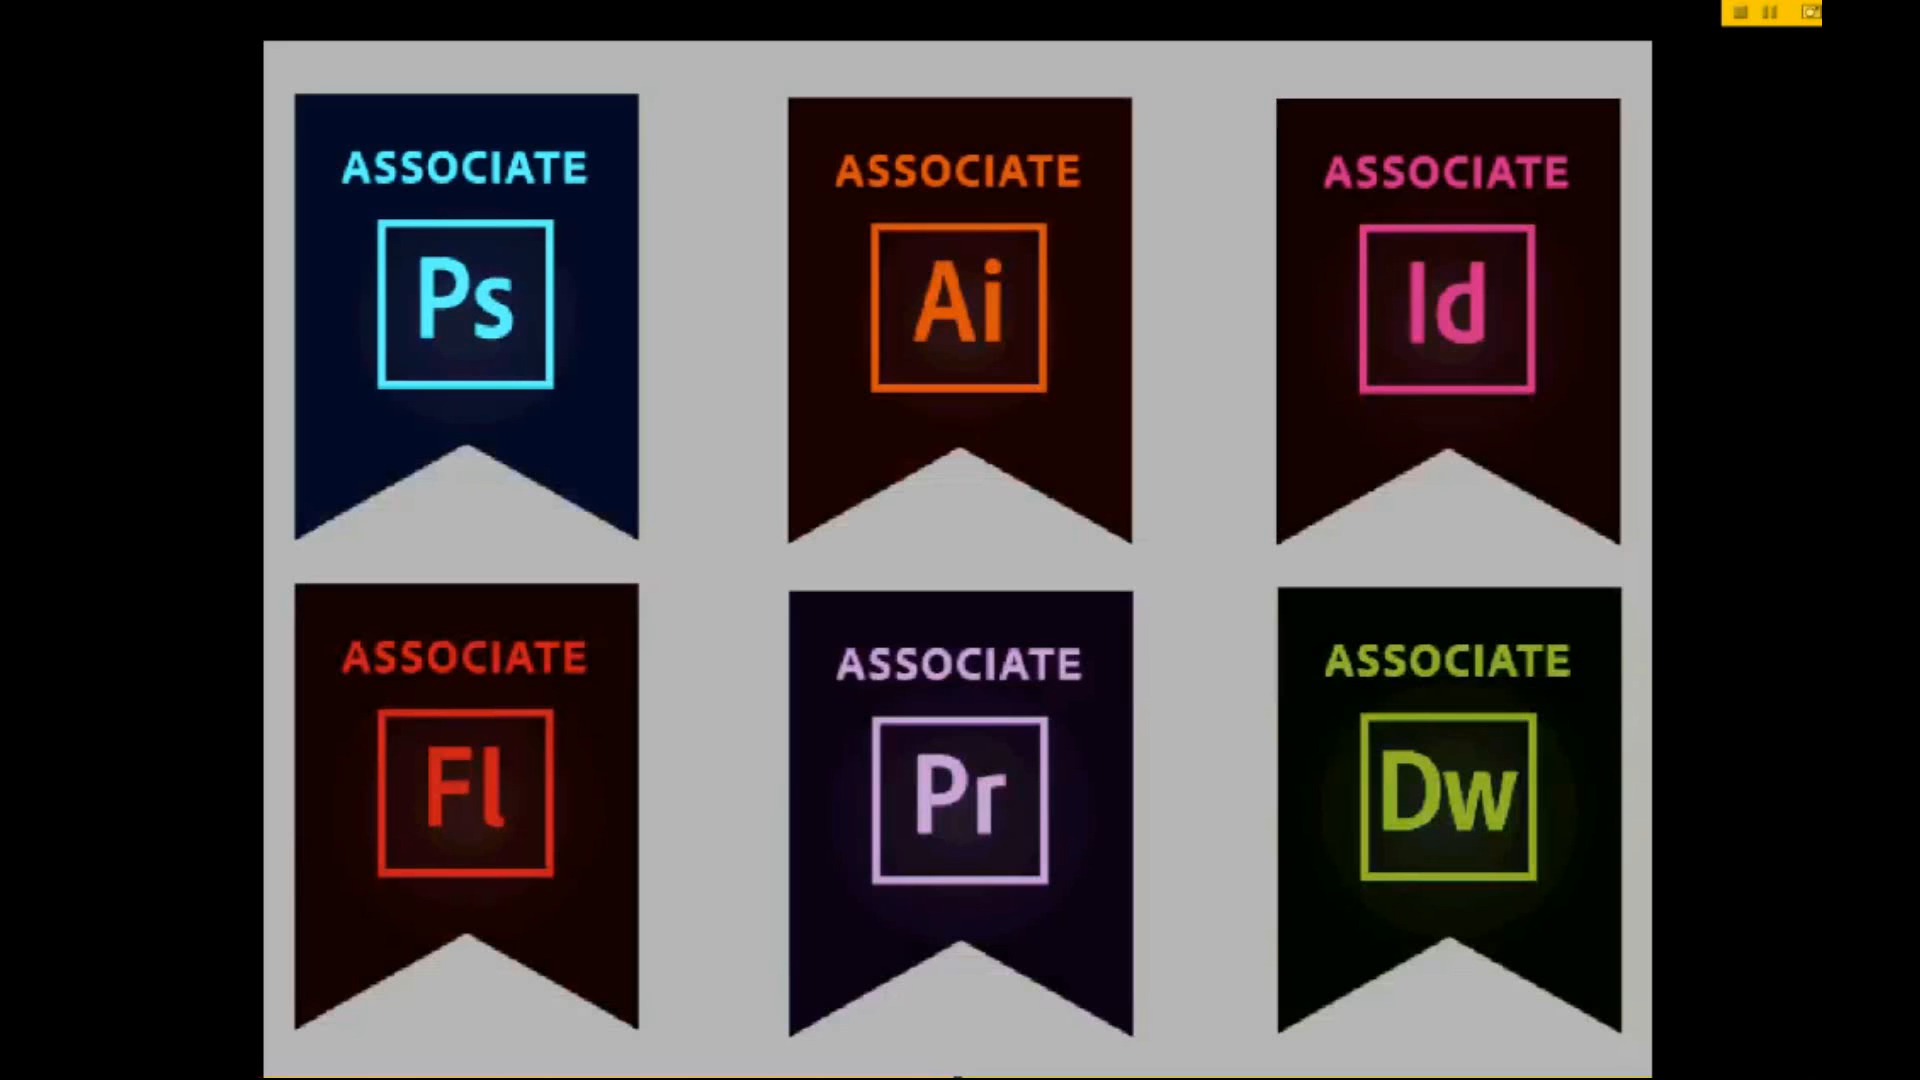 ASSOCIATE
Ps
ASSOCIATE
Ai
ASSOCIATE
Id
ASSOCIATE
Fl
ASSOCIATE
Pr
ASSOCIATE
Dw